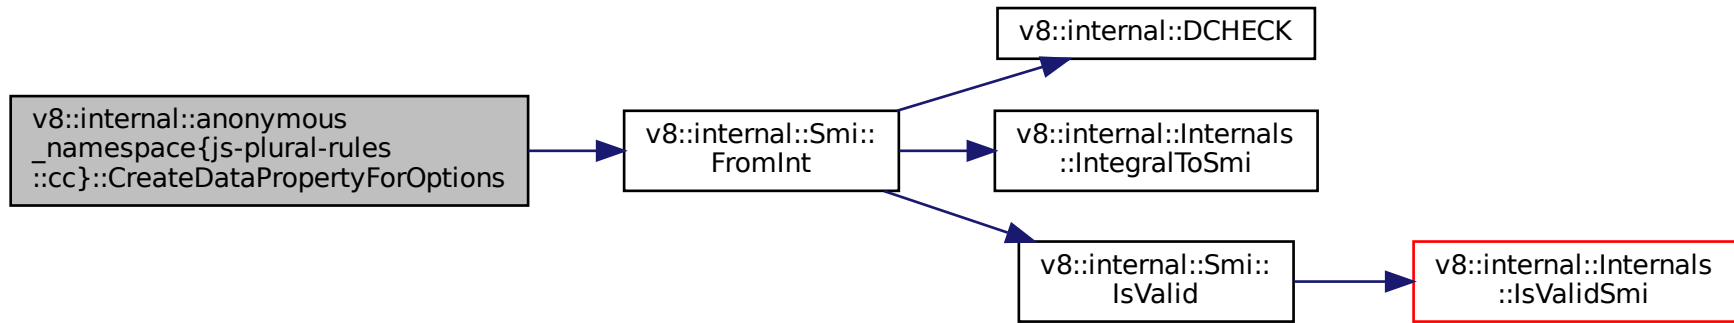 v8::internal::anonymous
_namespace{js-plural-rules
::cc}::CreateDataPropertyForOptions
v8::internal::Smi::
FromInt
v8::internal::DCHECK
v8::internal::Internals
::IntegralToSmi
v8::internal::Smi::
IsValid
v8::internal::Internals
::IsValidSmi